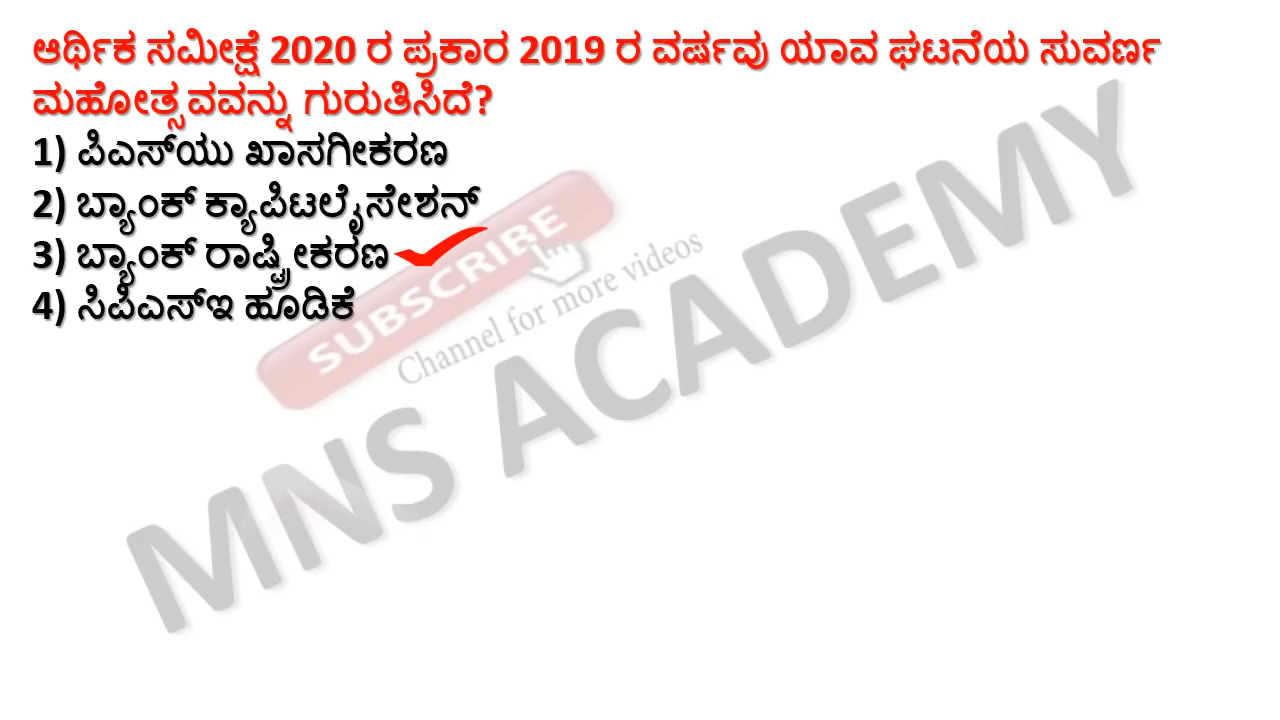 ಆರ್ಥಿಕ ಸಮೀಕ್ಷೆ 2020 ರ ಪ್ರಕಾರ 2019 ರ ವರ್ಷವು ಯಾವ ಘಟನೆಯ ಸುವರ್ಣ
ಮಹೋತ್ಸವವನ್ನು ಗುರುತಿಸಿದೆ?
1) ಪಿಎಸ್‌ಯು ಖಾಸಗೀಕರಣ
2) ಬ್ಯಾಂಕ್ ಕ್ಯಾಪಿಟಲೈಸೇಶನ್
3) ಬ್ಯಾಂಕ್ ರಾಷ್ಟ್ರೀಕರಣ
4) ಸಿಪಿಎಸ್‌ಇ ಹೂಡಿಕೆ
SUBSCRIBE
Channel for more videos
MNS ACADEMY